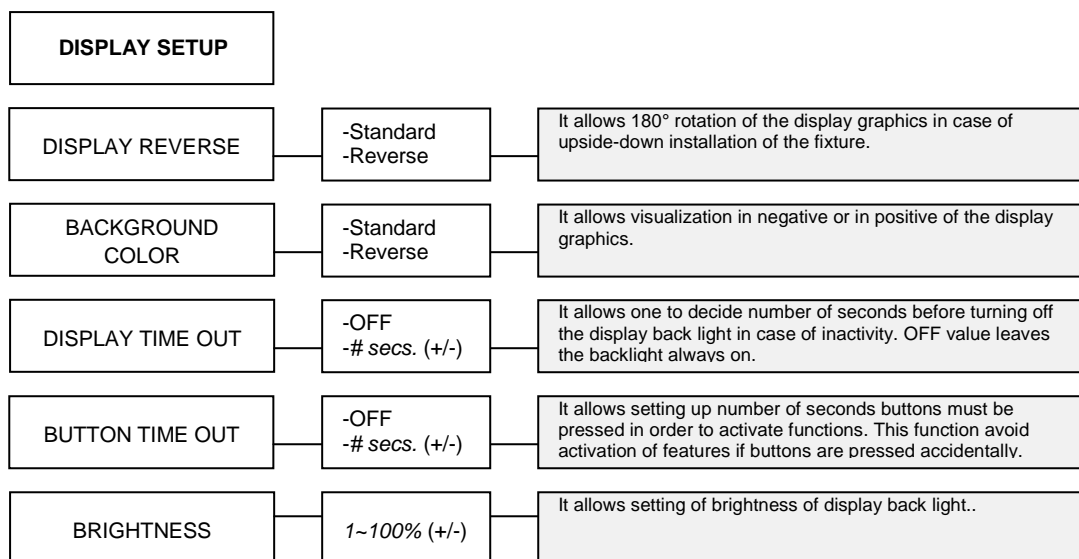 DISPLAY SETUP
DISPLAY REVERSE
-Standard
-Reverse
It allows 180° rotation of the display graphics in case of
upside-down installation of the fixture.
BACKGROUND
COLOR
-Standard
-Reverse
It allows visualization in negative or in positive of the display
graphics.
DISPLAY TIME OUT
-OFF
-# secs. (+/-)
It allows one to decide number of seconds before turning off
the display back light in case of inactivity. OFF value leaves
the backlight always on.
BUTTON TIME OUT
-OFF
-# secs. (+/-)
It allows setting up number of seconds buttons must be
pressed in order to activate functions. This function avoid
activation of features if buttons are pressed accidentally.
BRIGHTNESS
1~100% (+/-)
It allows setting of brightness of display back light..